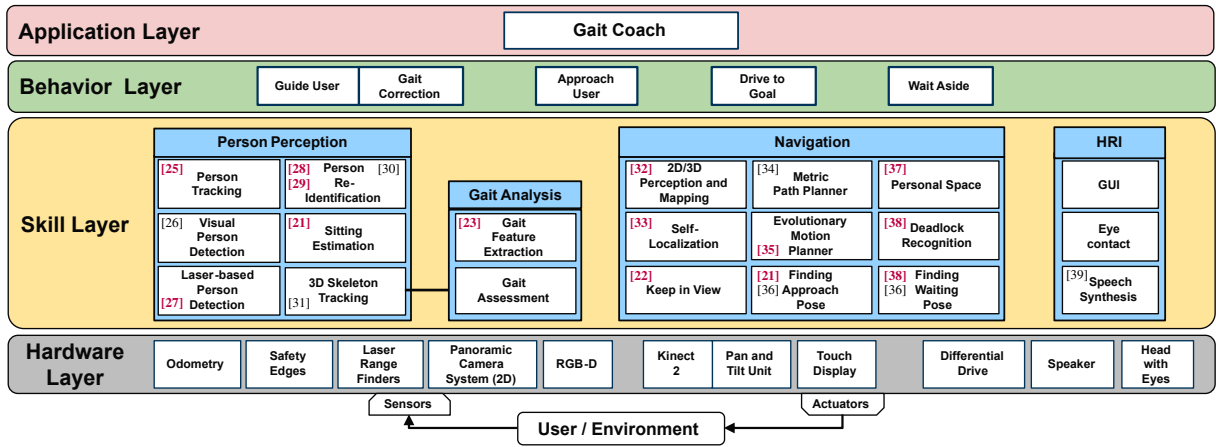 Application Layer
Gait Coach
Behavior Layer
Guide User
Gait
Correction
Approach
User
Drive to
Goal
Wait Aside
Skill Layer
Person Perception
[25] Person
Tracking
[28] Person [30]
[29] Re-
Identification
[26] Visual
Person
Detection
[21] Sitting
Estimation
Laser-based
Person
[27] Detection
3D Skeleton
[31] Tracking
Gait Analysis
[23] Gait
Feature
Extraction
Gait
Assessment
Navigation
[32] 2D/3D
Perception and
Mapping
[34] Metric
Path Planner
[37]
Personal Space
[33] Self-
Localization
Evolutionary
Motion
[35] Planner
[38] Deadlock
Recognition
[22]
Keep in View
[21] Finding
[36] Approach
Pose
[38] Finding
[36] Waiting
Pose
HRI
GUI
Eye
contact
[39] Speech
Synthesis
Hardware
Layer
Odometry
Safety
Edges
Laser
Range
Finders
Panoramic
Camera
System (2D)
RGB-D
Kinect
2
Pan and
Tilt Unit
Touch
Display
Differential
Drive
Speaker
Head
with
Eyes
Sensors
Actuators
User / Environment